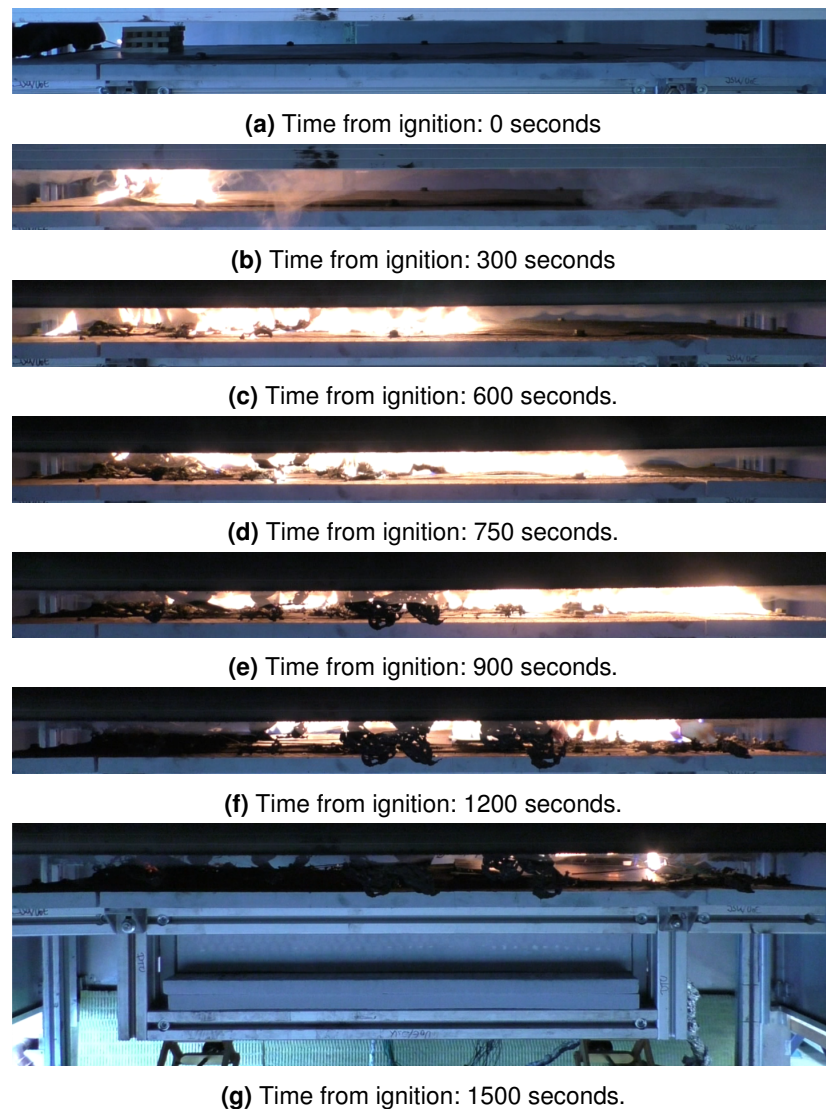 (a) Time from ignition: 0 seconds
(b) Time from ignition: 300 seconds
(c) Time from ignition: 600 seconds.
(d) Time from ignition: 750 seconds.
(e) Time from ignition: 900 seconds.
(f) Time from ignition: 1200 seconds.
(g) Time from ignition: 1500 seconds.